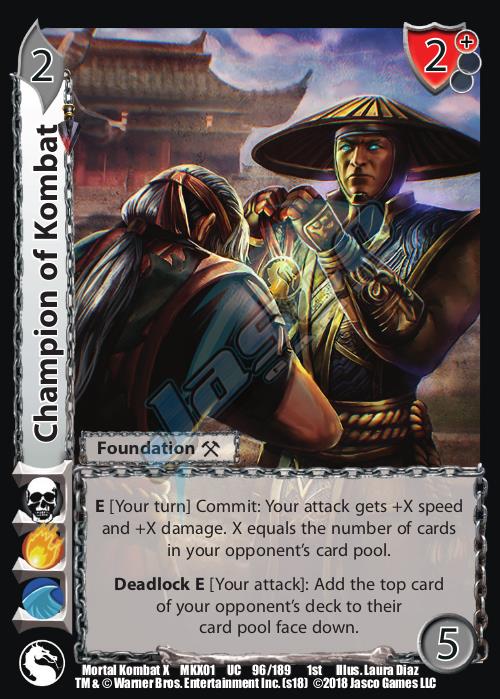 2
2 +
Champion of Kombat
Jasco
Foundation
E [Your turn] Commit: Your attack gets +X speed
and +X damage. X equals the number of cards
in your opponent's card pool.
Deadlock E [Your attack]: Add the top card
of your opponent's deck to their
card pool face down.
5
Mortal Kombat X MKX01 UC 96/189 1st Illus. Laura Diaz
TM & © Warner Bros. Entertainment Inc. (s18) ©2018 Jasco Games LLC